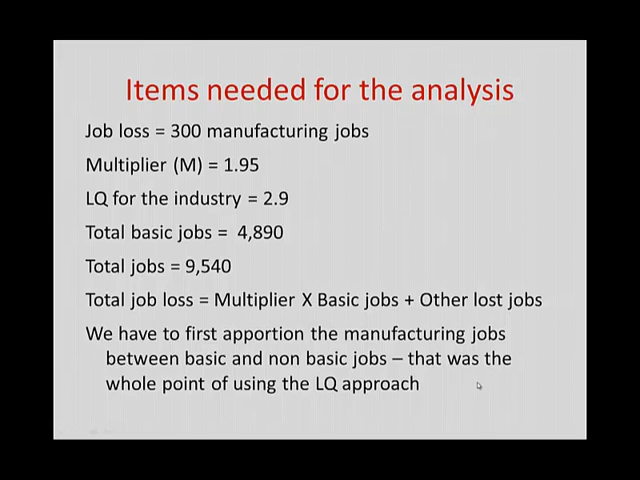 Items needed for the analysis
Job loss = 300 manufacturing jobs
Multiplier (M) = 1.95
LQ for the industry = 2.9
Total basic jobs =  4,890
Total jobs = 9,540
Total job loss = Multiplier X Basic jobs + Other lost jobs
We have to first apportion the manufacturing jobs
between basic and non basic jobs – that was the
whole point of using the LQ approach